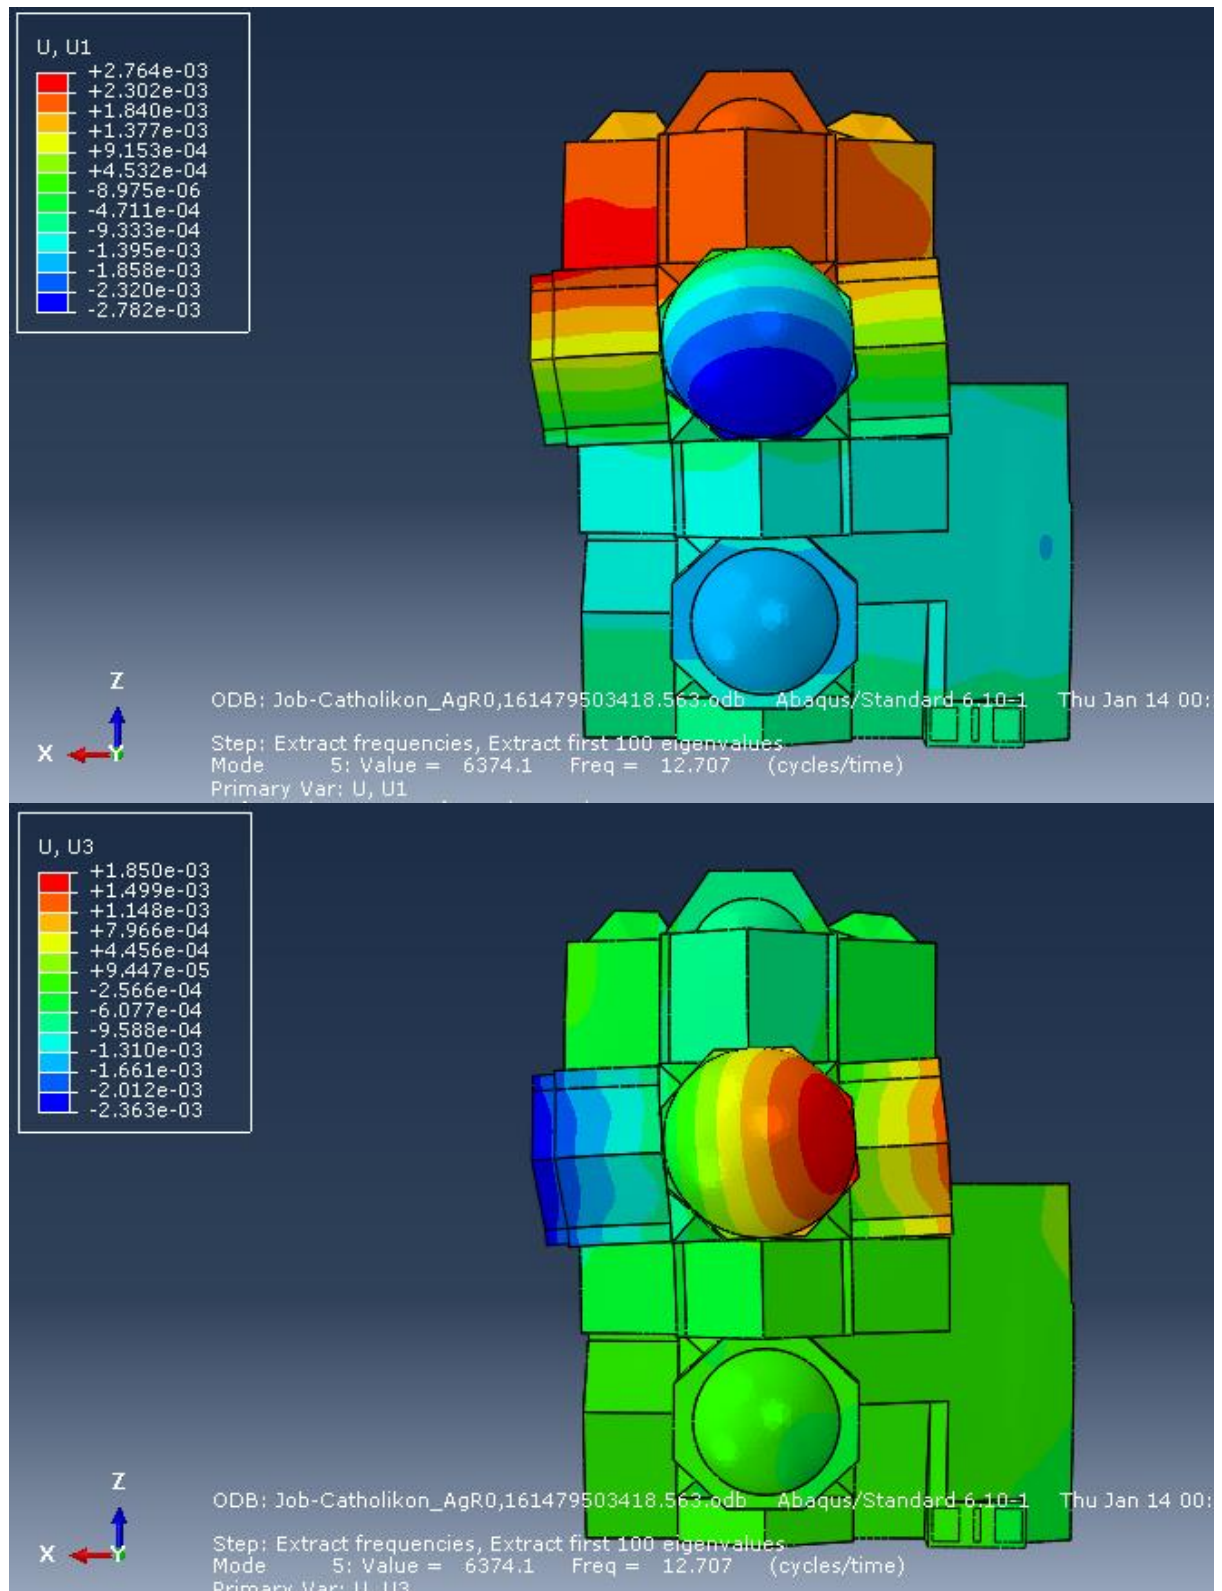 U, U1
+2.764e-03
+2.302e-03
+1.840e-03
+1.377e-03
+9.153e-04
+4.532e-04
-8.975e-06
-4.711e-04
-9.333e-04
-1.395e-03
-1.858e-03
-2.320e-03
-2.782e-03
Z
X
Y
ODB: Job-Catholikon_AgR0,161479503418.563.odb Abaqus/Standard 6.10-1 Thu Jan 14 00:
Step: Extract frequencies, Extract first 100 eigenvalues
Mode 5: Value = 6374.1 Freq = 12.707 (cycles/time)
Primary Var: U, U1
U, U3
+1.850e-03
+1.499e-03
+1.148e-03
+7.966e-04
+4.456e-04
+9.447e-05
-2.566e-04
-6.077e-04
-9.588e-04
-1.310e-03
-1.661e-03
-2.012e-03
-2.363e-03
Z
X
Y
ODB: Job-Catholikon_AgR0,161479503418.563.odb Abaqus/Standard 6.10-1 Thu Jan 14 00:
Step: Extract frequencies, Extract first 100 eigenvalues
Mode 5: Value = 6374.1 Freq = 12.707 (cycles/time)
Primary Var: U, U3